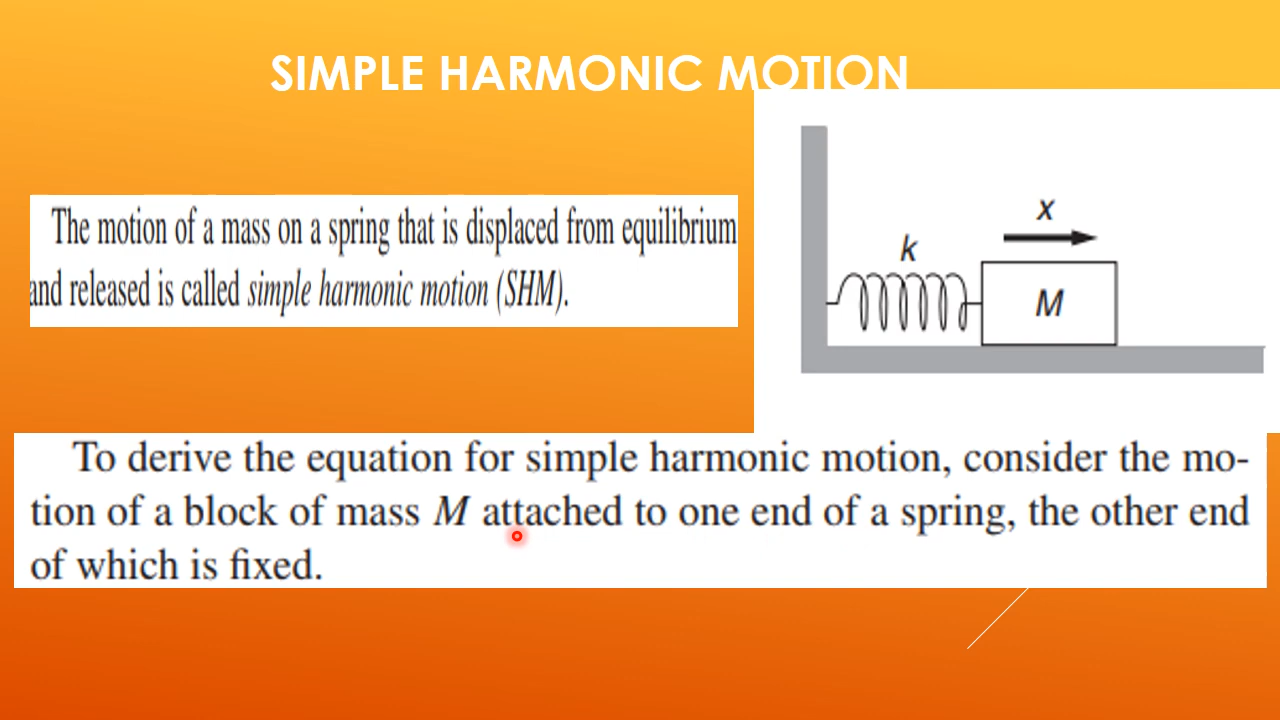 SIMPLE HARMONIC MOTION
The motion of a mass on a spring that is displaced from equilibrium
and released is called simple harmonic motion (SHM).
x
k
M
To derive the equation for simple harmonic motion, consider the mo-
tion of a block of mass M attached to one end of a spring, the other end
of which is fixed.